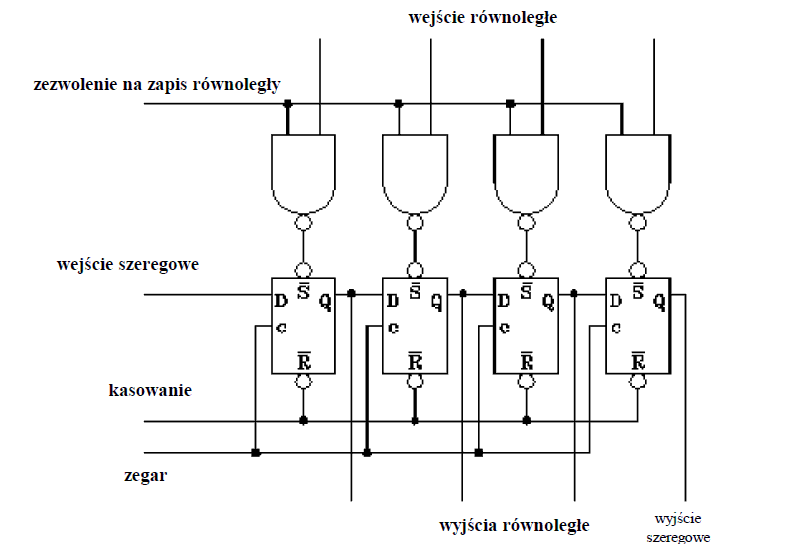 wejście równoległe
zezwolenie na zapis równoległy
wejście szeregowe
D S Q D S Q D S Q D S Q
C C C C
R R R R
kasowanie
zegar
wyjścia równoległe
wyjście
szeregowe